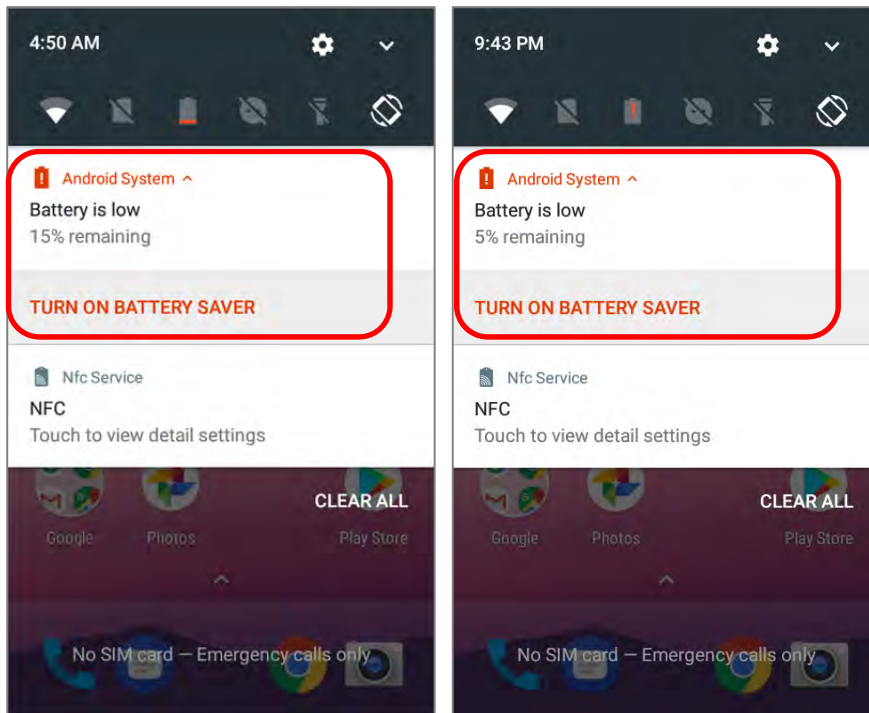 4:50 AM
Android System
Battery is low
15% remaining
TURN ON BATTERY SAVER
Nfc Service
NFC
Touch to view detail settings
CLEAR ALL
Google
Photos
Play Store
No SIM card — Emergency calls only
9:43 PM
Android System
Battery is low
5% remaining
TURN ON BATTERY SAVER
Nfc Service
NFC
Touch to view detail settings
CLEAR ALL
Google
Photos
Play Store
No SIM card — Emergency calls only